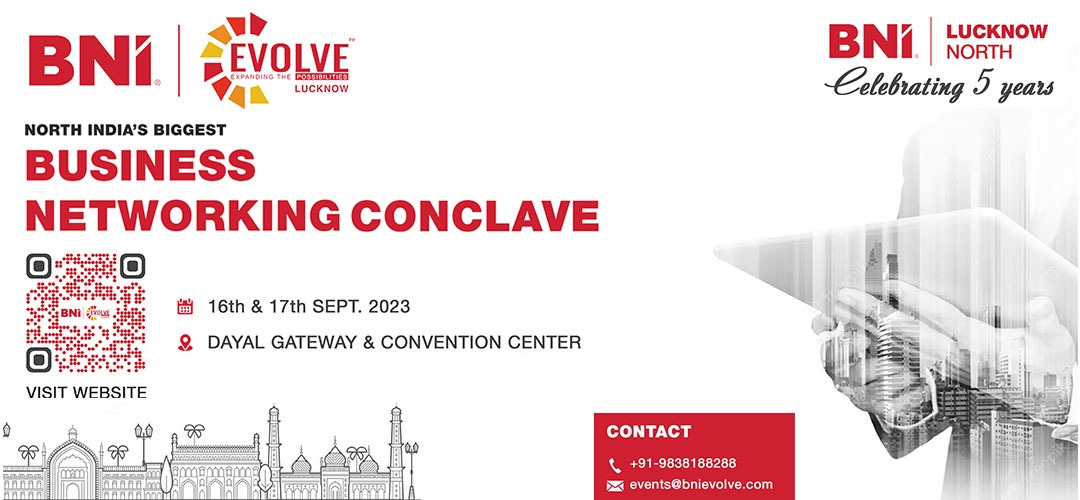 BNI®
EVOLVE™
EXPANDING THE POSSIBILITIES
LUCKNOW
BNI®
LUCKNOW
NORTH
Celebrating 5 years
NORTH INDIA'S BIGGEST
BUSINESS
NETWORKING CONCLAVE
BNI EVOLVE
16th & 17th SEPT. 2023
DAYAL GATEWAY & CONVENTION CENTER
VISIT WEBSITE
CONTACT
+91-9838188288
events@bnievolve.com